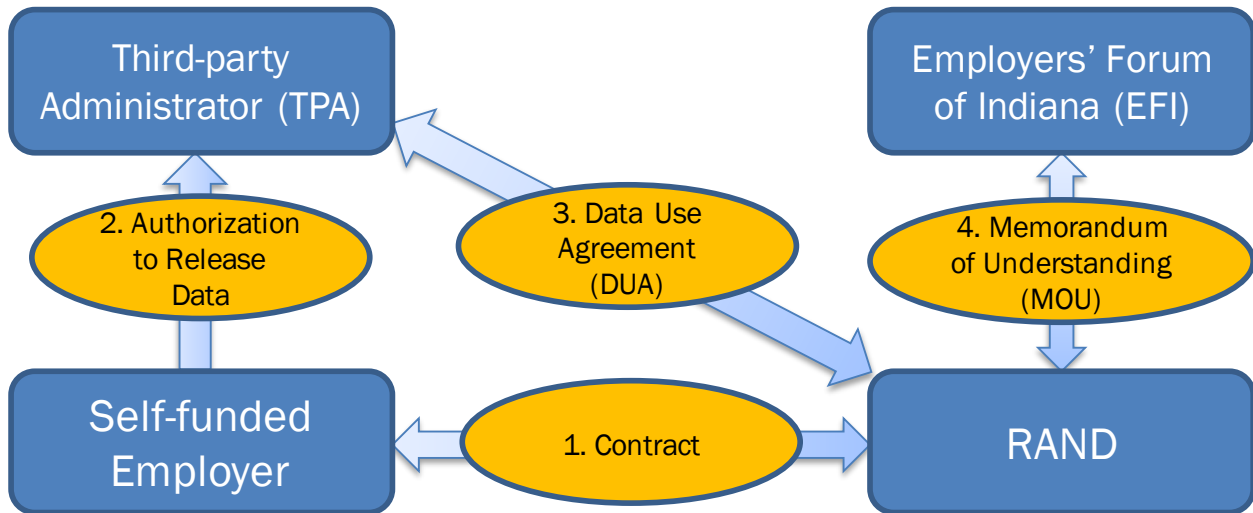 Third-party
Administrator (TPA)
Employers’ Forum
of Indiana (EFI)
2. Authorization
to Release
Data
3. Data Use
Agreement
(DUA)
4. Memorandum
of Understanding
(MOU)
Self-funded
Employer
1. Contract
RAND